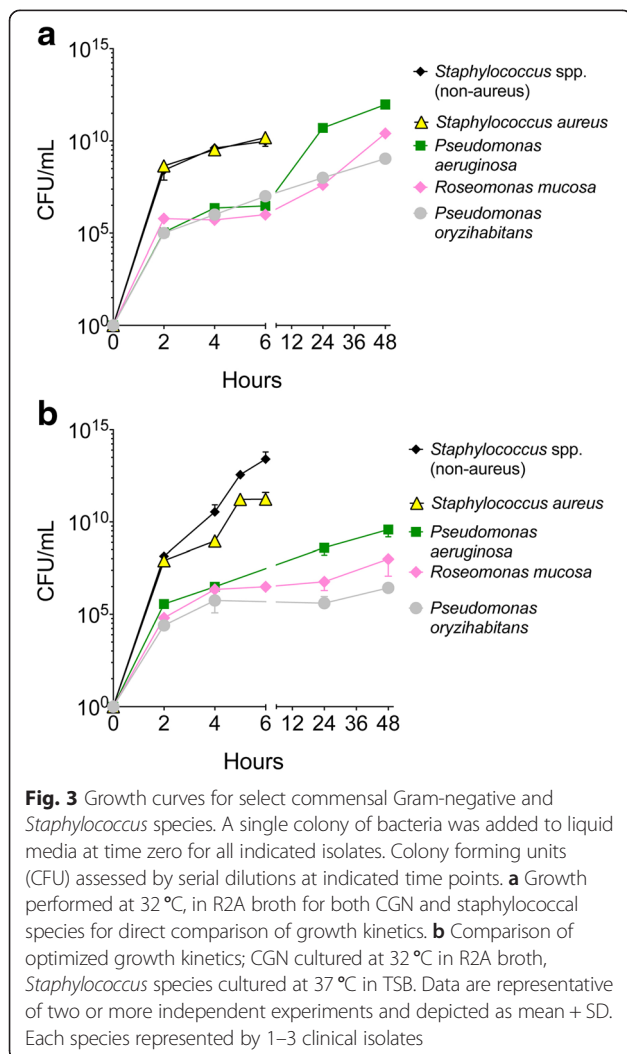 a
10^15
10^10
10^5
10^0
CFU/mL
0 2 4 6 12 24 36 48
Hours
Staphylococcus spp.
(non-aureus)
Staphylococcus aureus
Pseudomonas
aeruginosa
Roseomonas mucosa
Pseudomonas
oryzihabitans
b
10^15
10^10
10^5
10^0
CFU/mL
0 2 4 6 12 24 36 48
Hours
Staphylococcus spp.
(non-aureus)
Staphylococcus aureus
Pseudomonas
aeruginosa
Roseomonas mucosa
Pseudomonas
oryzihabitans
Fig. 3 Growth curves for select commensal Gram-negative and
Staphylococcus species. A single colony of bacteria was added to liquid
media at time zero for all indicated isolates. Colony forming units
(CFU) assessed by serial dilutions at indicated time points. a Growth
performed at 32 °C, in R2A broth for both CGN and staphylococcal
species for direct comparison of growth kinetics. b Comparison of
optimized growth kinetics; CGN cultured at 32 °C in R2A broth,
Staphylococcus species cultured at 37 °C in TSB. Data are representative
of two or more independent experiments and depicted as mean + SD.
Each species represented by 1–3 clinical isolates